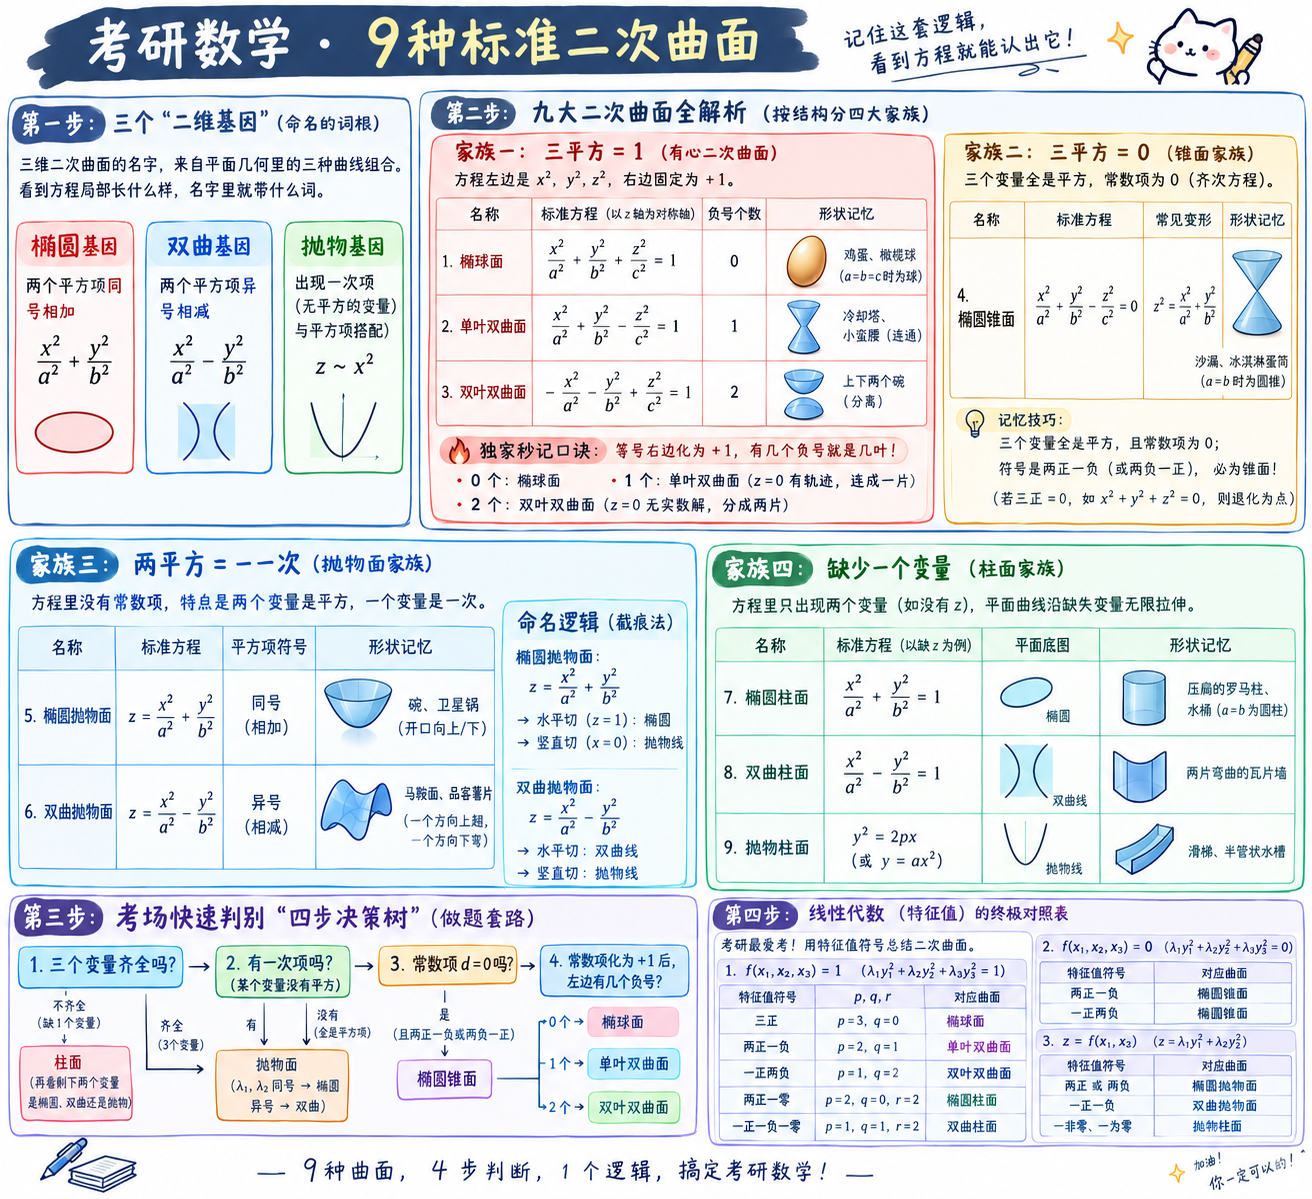 考研数学 · 9种标准二次曲面
记住这套逻辑，
看到方程就能认出它！
第一步： 三个“二维基因”（命名的词根）
三维二次曲面的名字，来自平面几何里的三种曲线组合。
看到方程局部长什么样，名字里就带什么词。
椭圆基因
两个平方项同
号相加
x²/a² + y²/b²
双曲基因
两个平方项异
号相减
x²/a² − y²/b²
抛物基因
出现一次项
（无平方的变量）
与平方项搭配）
z ~ x²
第二步： 九大二次曲面全解析 （按结构分四大家族）
家族一： 三平方 = 1 （有心二次曲面）
方程左边是 x², y², z²，右边固定为 +1。
名称 标准方程（以 z 轴为对称轴） 负号个数 形状记忆
1. 椭球面 x²/a² + y²/b² + z²/c² = 1 0 鸡蛋、橄榄球
（a=b=c时为球）
2. 单叶双曲面 x²/a² + y²/b² − z²/c² = 1 1 冷却塔、
小蛮腰（连通）
3. 双叶双曲面 − x²/a² − y²/b² + z²/c² = 1 2 上下两个碗
（分离）
独家秒记口诀： 等号右边化为 +1，有几个负号就是几叶！
• 0 个：椭球面 • 1 个：单叶双曲面（z=0 有轨迹，连成一片）
• 2 个：双叶双曲面（z=0 无实数解，分成两片）
家族二： 三平方 = 0 （锥面家族）
三个变量全是平方，常数项为 0（齐次方程）。
名称 标准方程 常见变形 形状记忆
4.
椭圆锥面 x²/a² + y²/b² − z²/c² = 0 z² = x²/a² + y²/b²
沙漏、冰淇淋蛋筒
（a=b 时为圆锥）
记忆技巧：
三个变量全是平方，且常数项为 0；
符号是两正一负（或两负一正），必为锥面！
（若三正 =0，如 x² + y² + z² = 0，则退化为点）
家族三： 两平方 = 一一次（抛物面家族）
方程里没有常数项，特点是两个变量是平方，一个变量是一次。
名称 标准方程 平方项符号 形状记忆
5. 椭圆抛物面 z = x²/a² + y²/b² 同号
（相加） 碗、卫星锅
（开口向上/下）
6. 双曲抛物面 z = x²/a² − y²/b² 异号
（相减） 马鞍面、品客薯片
（一个方向上翘，
一个方向下弯）
命名逻辑（截痕法）
椭圆抛物面：
z = x²/a² + y²/b²
→ 水平切（z=1）：椭圆
→ 竖直切（x=0）：抛物线
双曲抛物面：
z = x²/a² − y²/b²
→ 水平切：双曲线
→ 竖直切：抛物线
家族四： 缺少一个变量 （柱面家族）
方程里只出现两个变量（如没有 z），平面曲线沿缺失变量无限拉伸。
名称 标准方程（以缺 z 为例） 平面底图 形状记忆
7. 椭圆柱面 x²/a² + y²/b² = 1 椭圆 压扁的罗马柱、
水桶（a=b 为圆柱）
8. 双曲柱面 x²/a² − y²/b² = 1 双曲线 两片弯曲的瓦片墙
9. 抛物柱面 y² = 2px
（或 y = ax²） 抛物线 滑梯、半管状水槽
第三步： 考场快速判别“四步决策树”（做题套路）
1. 三个变量齐全吗？
2. 有一次项吗？
（某个变量没有平方）
3. 常数项 d=0吗？
4. 常数项化为 +1 后，
左边有几个负号？
不齐全
（缺1个变量）
齐全
（3个变量）
有
没有
（全是平方项）
是
（且两正一负或两负一正）
柱面
（再看剩下两个变量
是椭圆、双曲还是抛物）
抛物面
（λ₁, λ₂ 同号 → 椭圆
异号 → 双曲）
椭圆锥面
0个→ 椭球面
1个→ 单叶双曲面
2个→ 双叶双曲面
第四步： 线性代数 （特征值）的终极对照表
考研最爱考！用特征值符号总结二次曲面。
1. f(x₁, x₂, x₃) = 1 （λ₁y₁² + λ₂y₂² + λ₃y₃² = 1）
特征值符号 p, q, r 对应曲面
三正 p=3, q=0 椭球面
两正一负 p=2, q=1 单叶双曲面
一正两负 p=1, q=2 双叶双曲面
两正一零 p=2, q=0, r=2 椭圆柱面
一正一负一零 p=1, q=1, r=2 双曲柱面
2. f(x₁, x₂, x₃) = 0 （λ₁y₁² + λ₂y₂² + λ₃y₃² = 0）
特征值符号 对应曲面
两正一负 椭圆锥面
一正两负 椭圆锥面
3. z = f(x₁, x₃) （z = λ₁y₁² + λ₂y₂²）
特征值符号 对应曲面
两正 或 两负 椭圆抛物面
一正一负 双曲抛物面
一非零、一为零 抛物柱面
— 9种曲面，4 步判断，1 个逻辑，搞定考研数学！ —
加油！
你一定可以的！